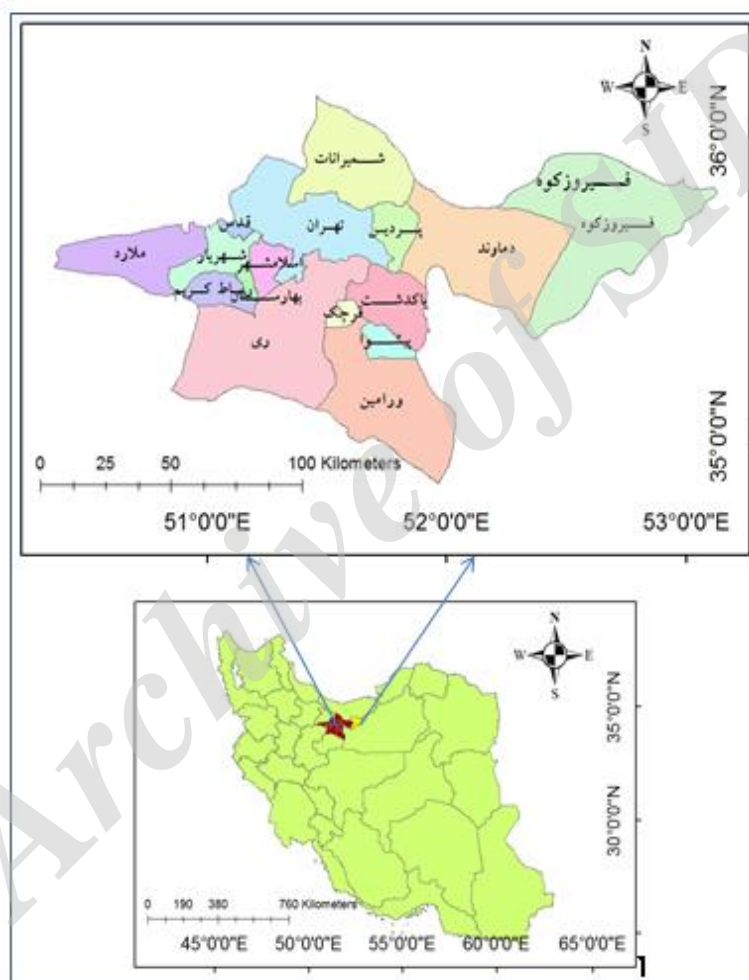 N
W E
S
36°0'0"N
شمیرانات
فیروزکوه
فیروزکوه
قدس
تهران
پردیس
دماوند
ملارد
شهریار
اسلامشهر
رباط کریم
بهارستان
پاکدشت
قرچک
ری
پیشوا
ورامین
35°0'0"N
0 25 50 100 Kilometers
51°0'0"E 52°0'0"E 53°0'0"E
N
W E
S
35°0'0"N
30°0'0"N
0 190 380 760 Kilometers
45°0'0"E 50°0'0"E 55°0'0"E 60°0'0"E 65°0'0"E
Archive of SID